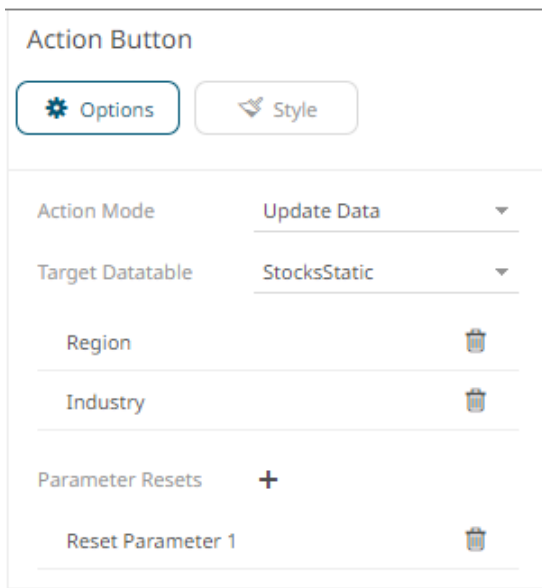 Action Button
Options
Style
Action Mode
Update Data
Target Datatable
StocksStatic
Region
Industry
Parameter Resets +
Reset Parameter 1